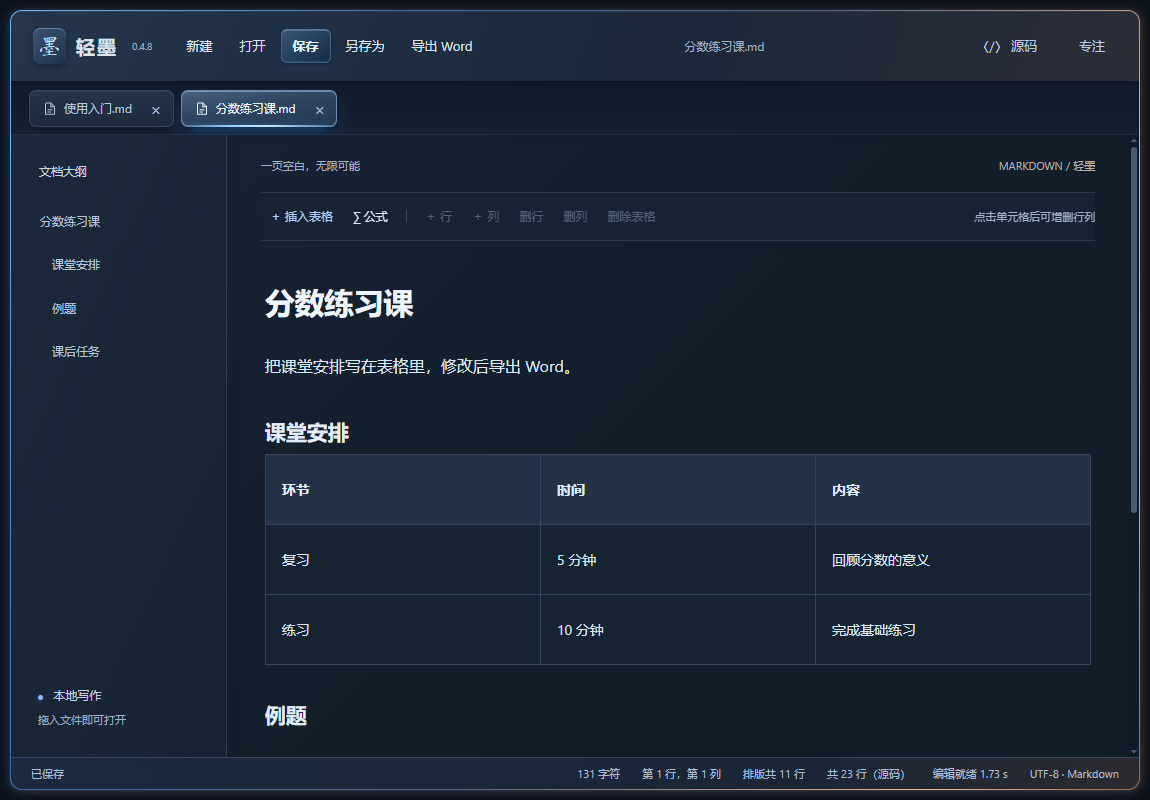 墨 轻墨 0.4.8 新建 打开 保存 另存为 导出 Word 分数练习课.md 源码 专注
使用入门.md × 分数练习课.md ×
文档大纲
分数练习课
课堂安排
例题
课后任务
本地写作
拖入文件即可打开
一页空白，无限可能 MARKDOWN / 轻墨
+ 插入表格 ∑ 公式 + 行 + 列 删行 删列 删除表格 点击单元格后可增删行列
分数练习课
把课堂安排写在表格里，修改后导出 Word。
课堂安排
环节 时间 内容
复习 5 分钟 回顾分数的意义
练习 10 分钟 完成基础练习
例题
已保存 131 字符 第 1 行，第 1 列 排版共 11 行 共 23 行（源码） 编辑就绪 1.73 s UTF-8 · Markdown